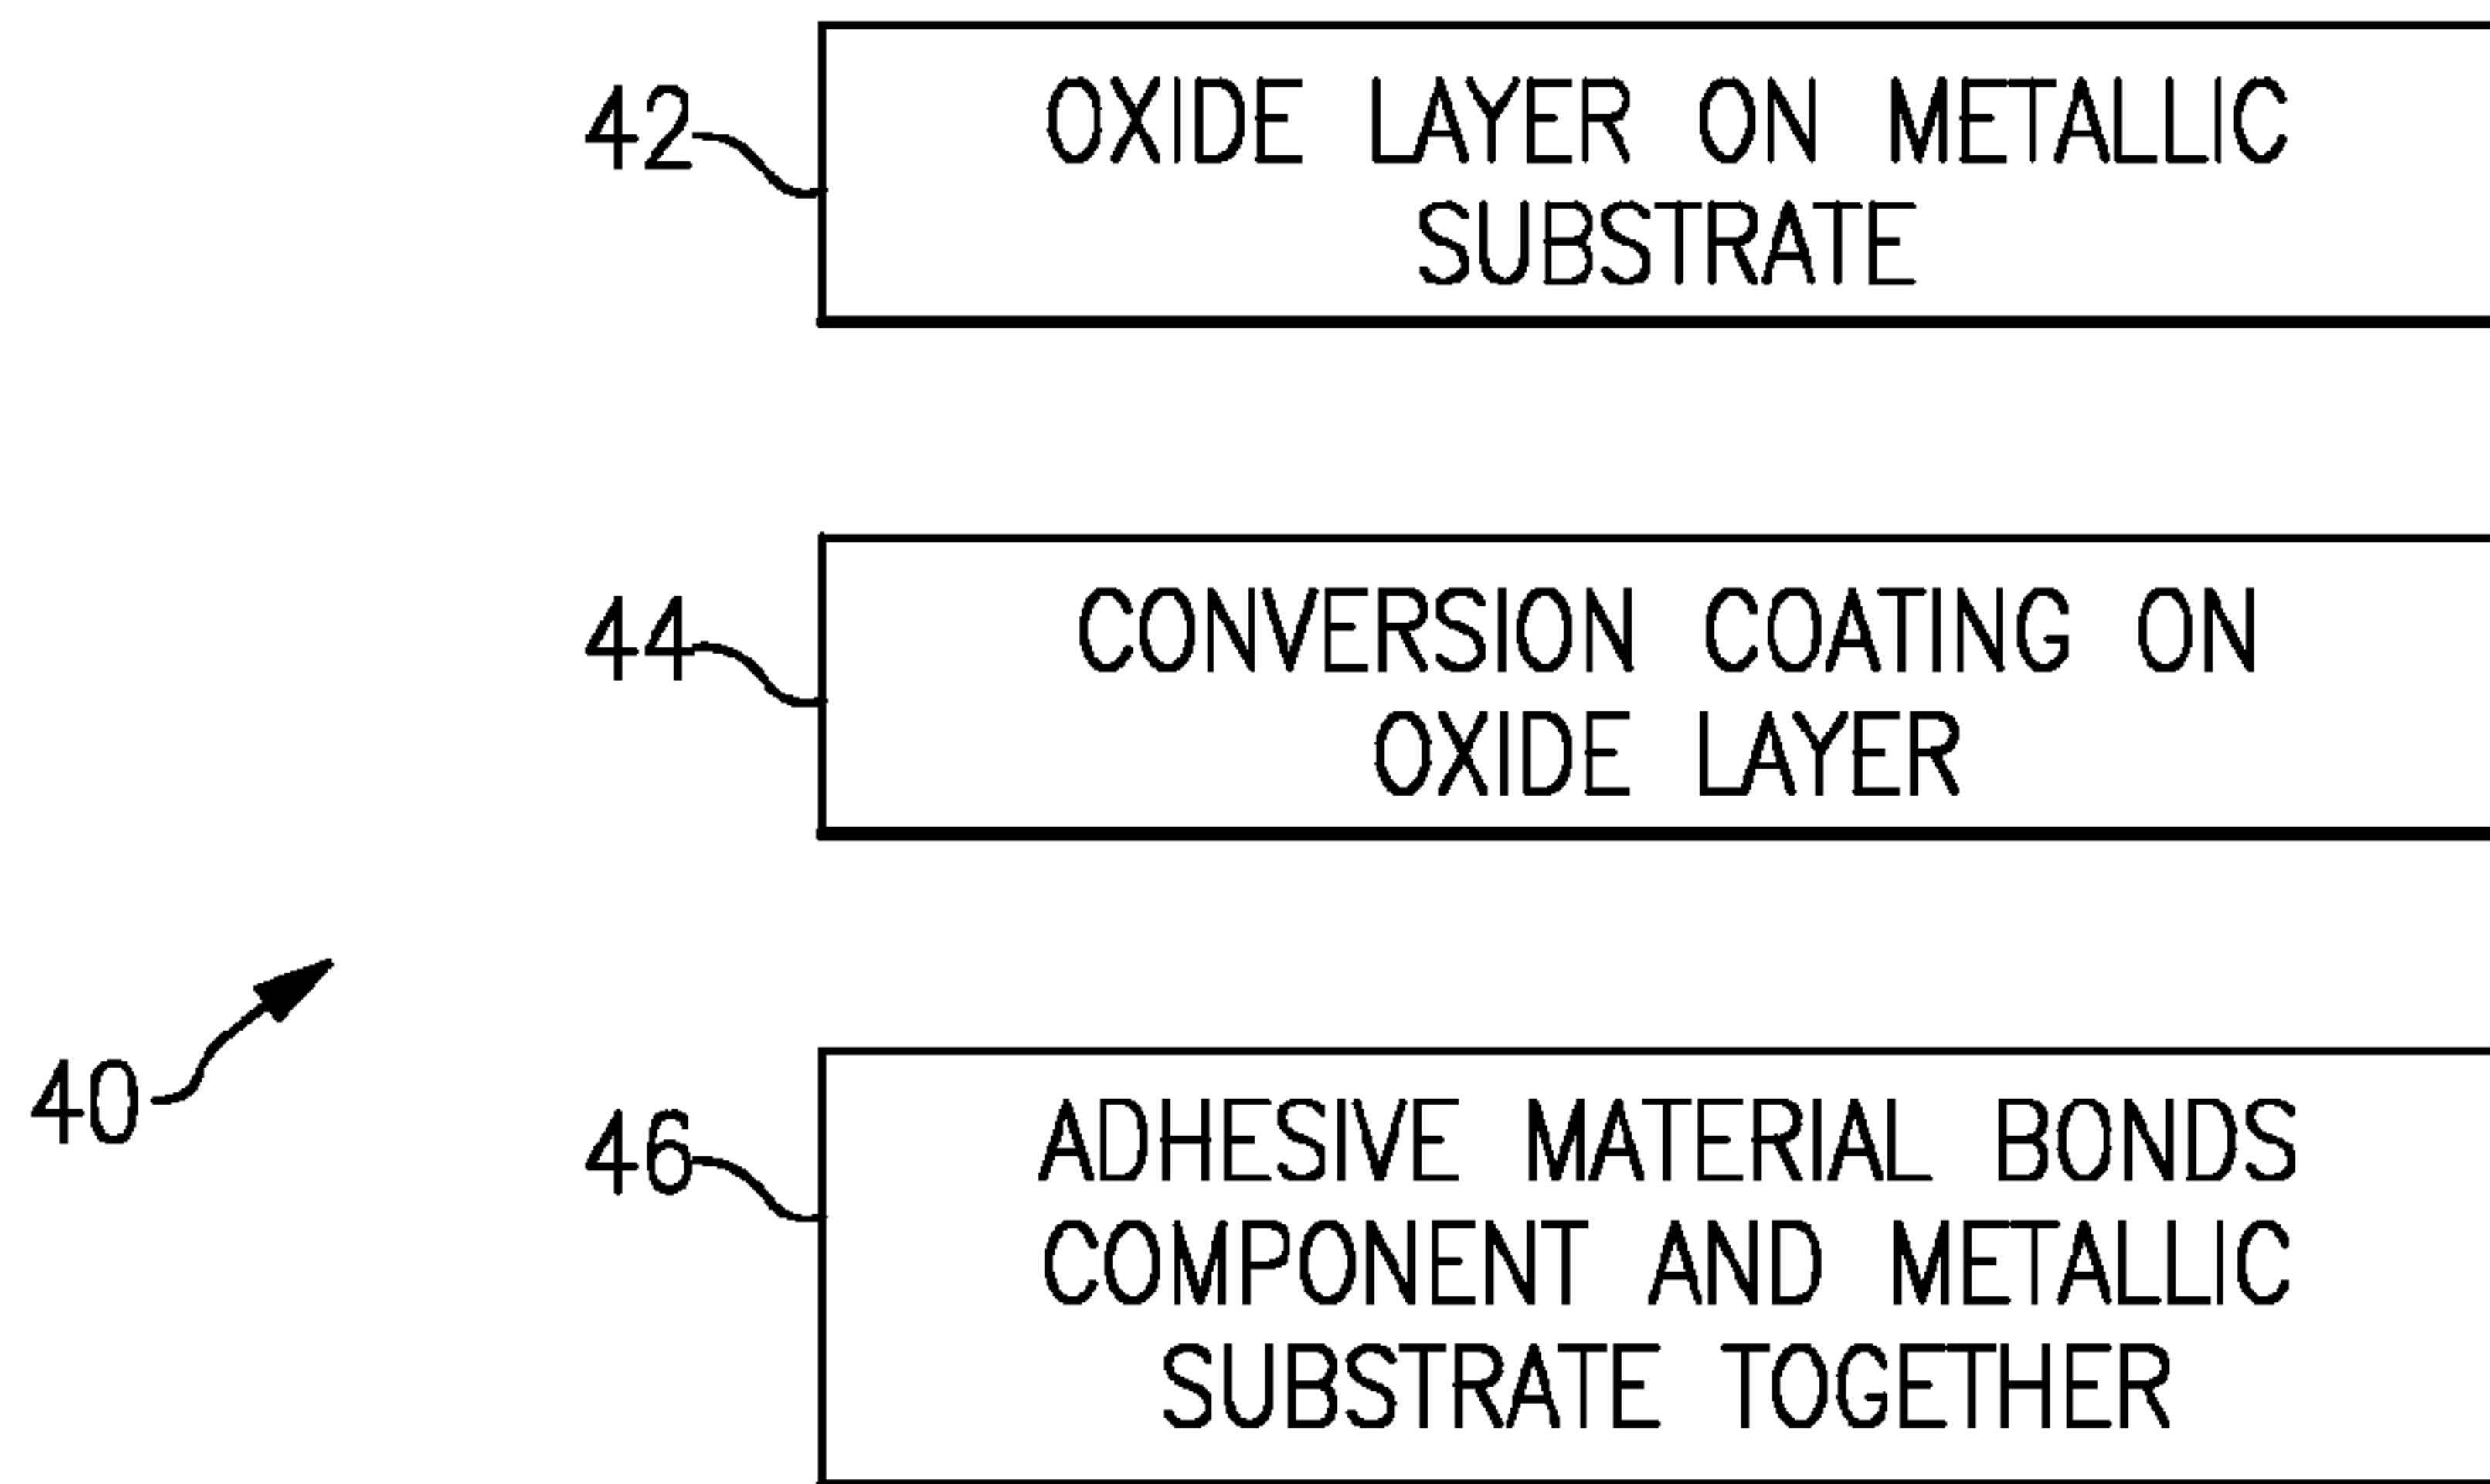 42
OXIDE LAYER ON METALLIC
SUBSTRATE
44
CONVERSION COATING ON
OXIDE LAYER
40
46
ADHESIVE MATERIAL BONDS
COMPONENT AND METALLIC
SUBSTRATE TOGETHER